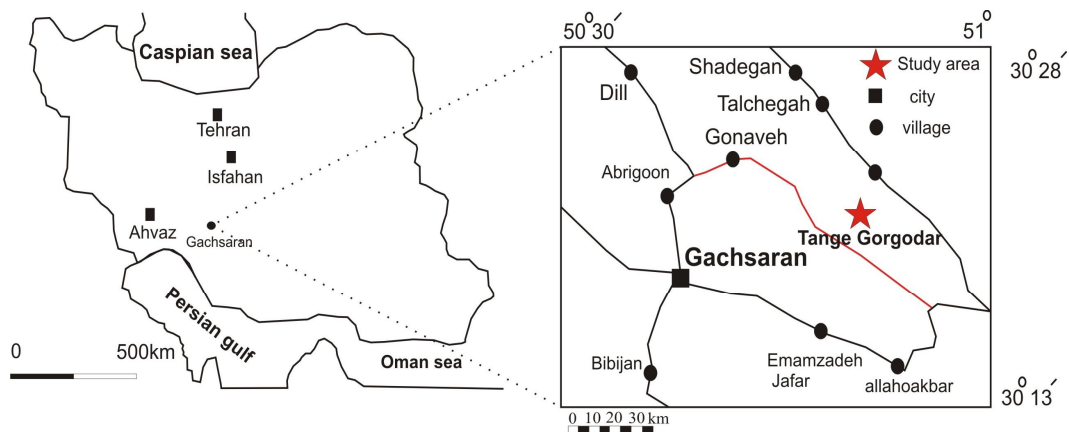 Caspian sea
Tehran
Isfahan
Ahvaz
Gachsaran
Persian gulf
Oman sea
0 500km
50° 30′ 51°
30° 28′
Study area
city
village
Shadegan
Dill
Talchegah
Gonaveh
Abrigoon
Tange Gorgodar
Gachsaran
Bibijan
Emamzadeh
Jafar
allahoakbar
30° 13′
0 10 20 30 km